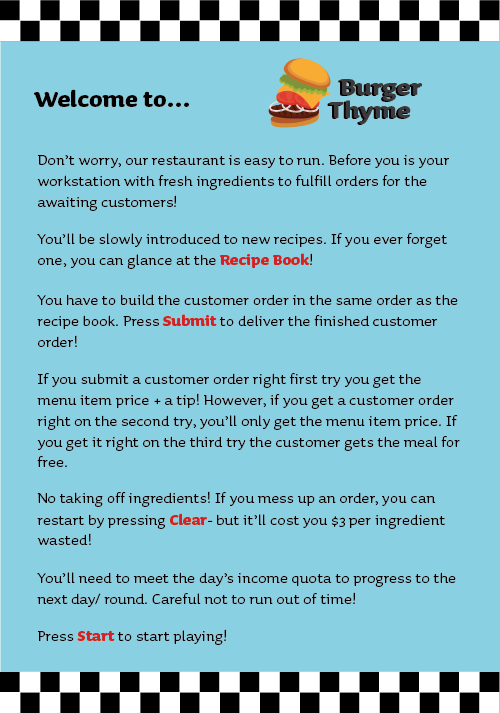 Welcome to...
Burger
Thyme
Don't worry, our restaurant is easy to run. Before you is your
workstation with fresh ingredients to fulfill orders for the
awaiting customers!
You'll be slowly introduced to new recipes. If you ever forget
one, you can glance at the Recipe Book!
You have to build the customer order in the same order as the
recipe book. Press Submit to deliver the finished customer
order!
If you submit a customer order right first try you get the
menu item price + a tip! However, if you get a customer order
right on the second try, you'll only get the menu item price. If
you get it right on the third try the customer gets the meal for
free.
No taking off ingredients! If you mess up an order, you can
restart by pressing Clear- but it'll cost you $3 per ingredient
wasted!
You'll need to meet the day's income quota to progress to the
next day/ round. Careful not to run out of time!
Press Start to start playing!